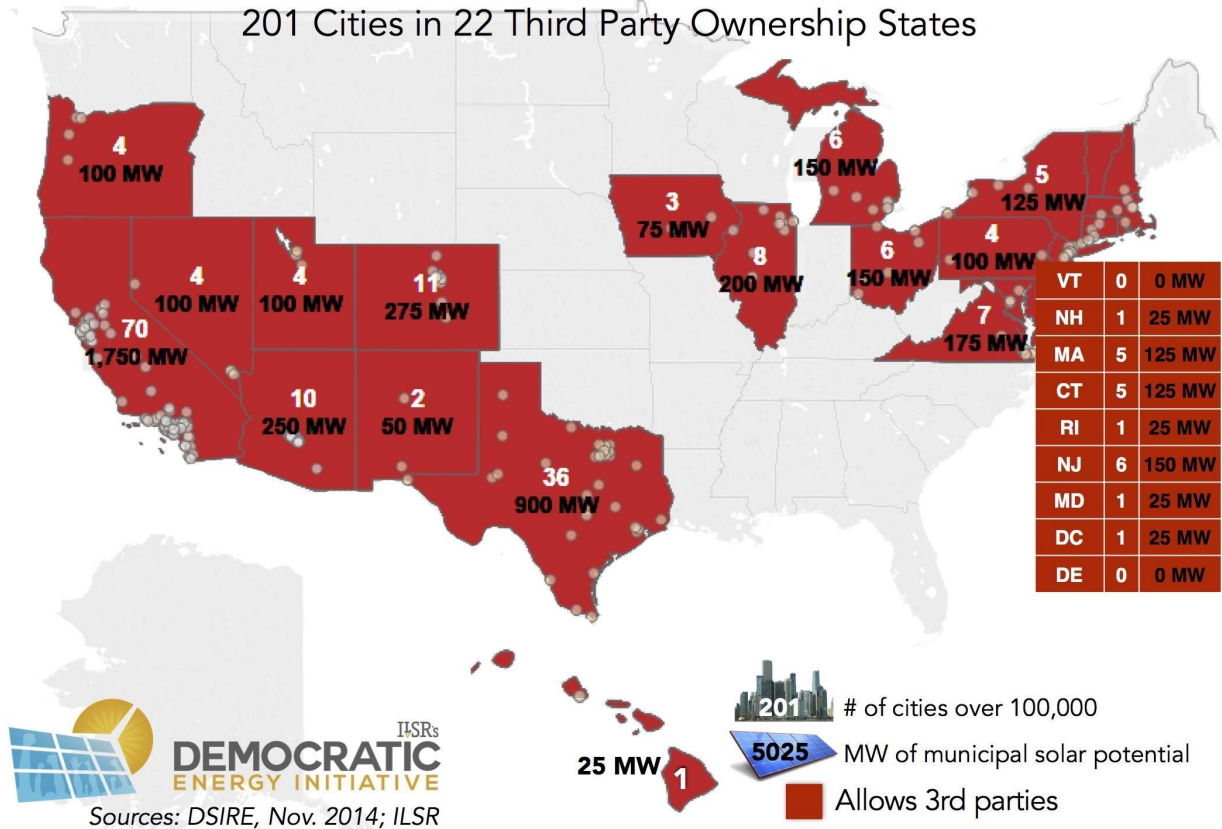 201 Cities in 22 Third Party Ownership States
4
100 MW
4
100 MW
4
100 MW
11
275 MW
70
1,750 MW
10
250 MW
2
50 MW
36
900 MW
3
75 MW
8
200 MW
6
150 MW
6
150 MW
5
125 MW
4
100 MW
7
175 MW
VT 0 0 MW
NH 1 25 MW
MA 5 125 MW
CT 5 125 MW
RI 1 25 MW
NJ 6 150 MW
MD 1 25 MW
DC 1 25 MW
DE 0 0 MW
25 MW
1
201 # of cities over 100,000
5025 MW of municipal solar potential
Allows 3rd parties
ILSR's
DEMOCRATIC
ENERGY INITIATIVE
Sources: DSIRE, Nov. 2014; ILSR